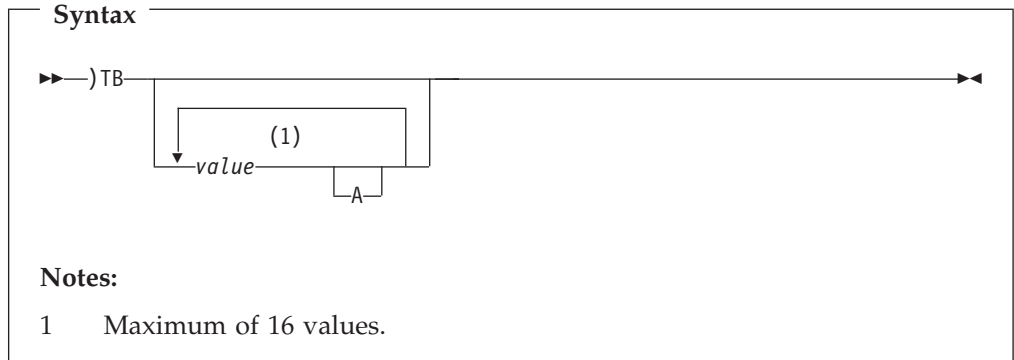 Syntax
)TB
(1)
value
A
Notes:
1 Maximum of 16 values.